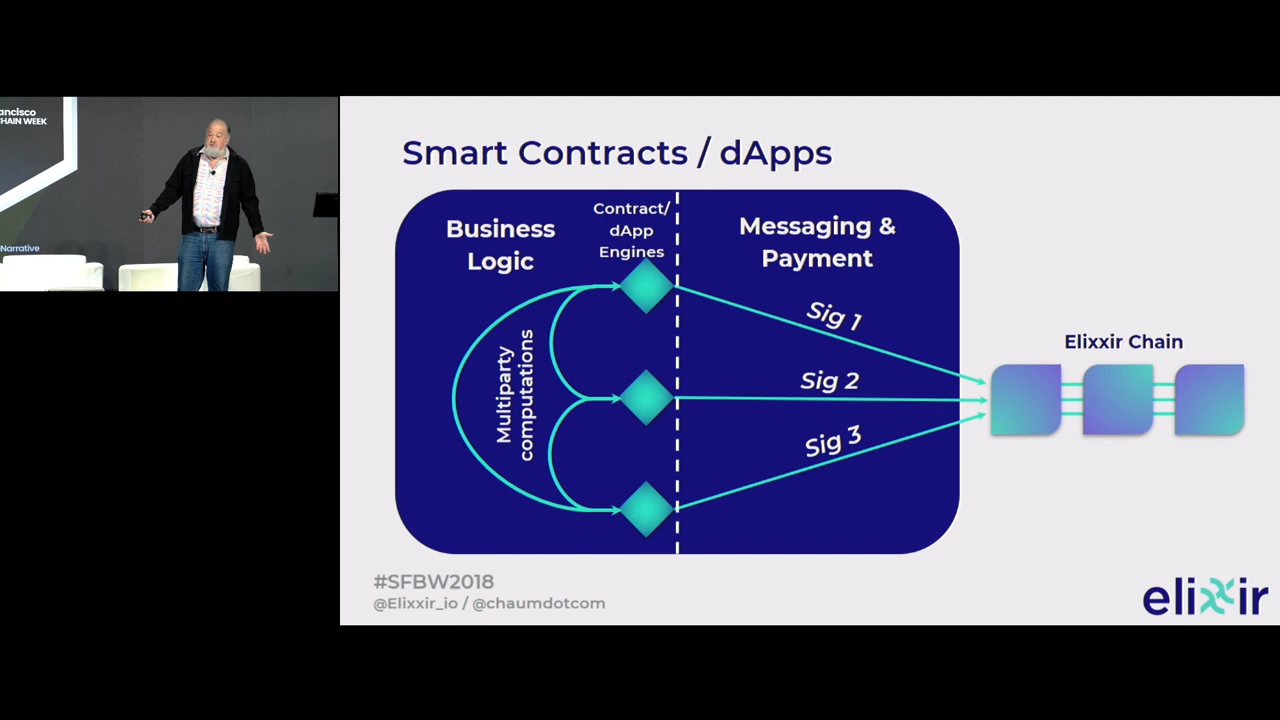 ancisco
HAIN WEEK
Narrative
Smart Contracts / dApps
Business
Logic
Contract/
dApp
Engines
Messaging &
Payment
Multiparty
computations
Sig 1
Sig 2
Sig 3
Elixxir Chain
#SFBW2018
@Elixxir_io / @chaumdotcom
elixxir